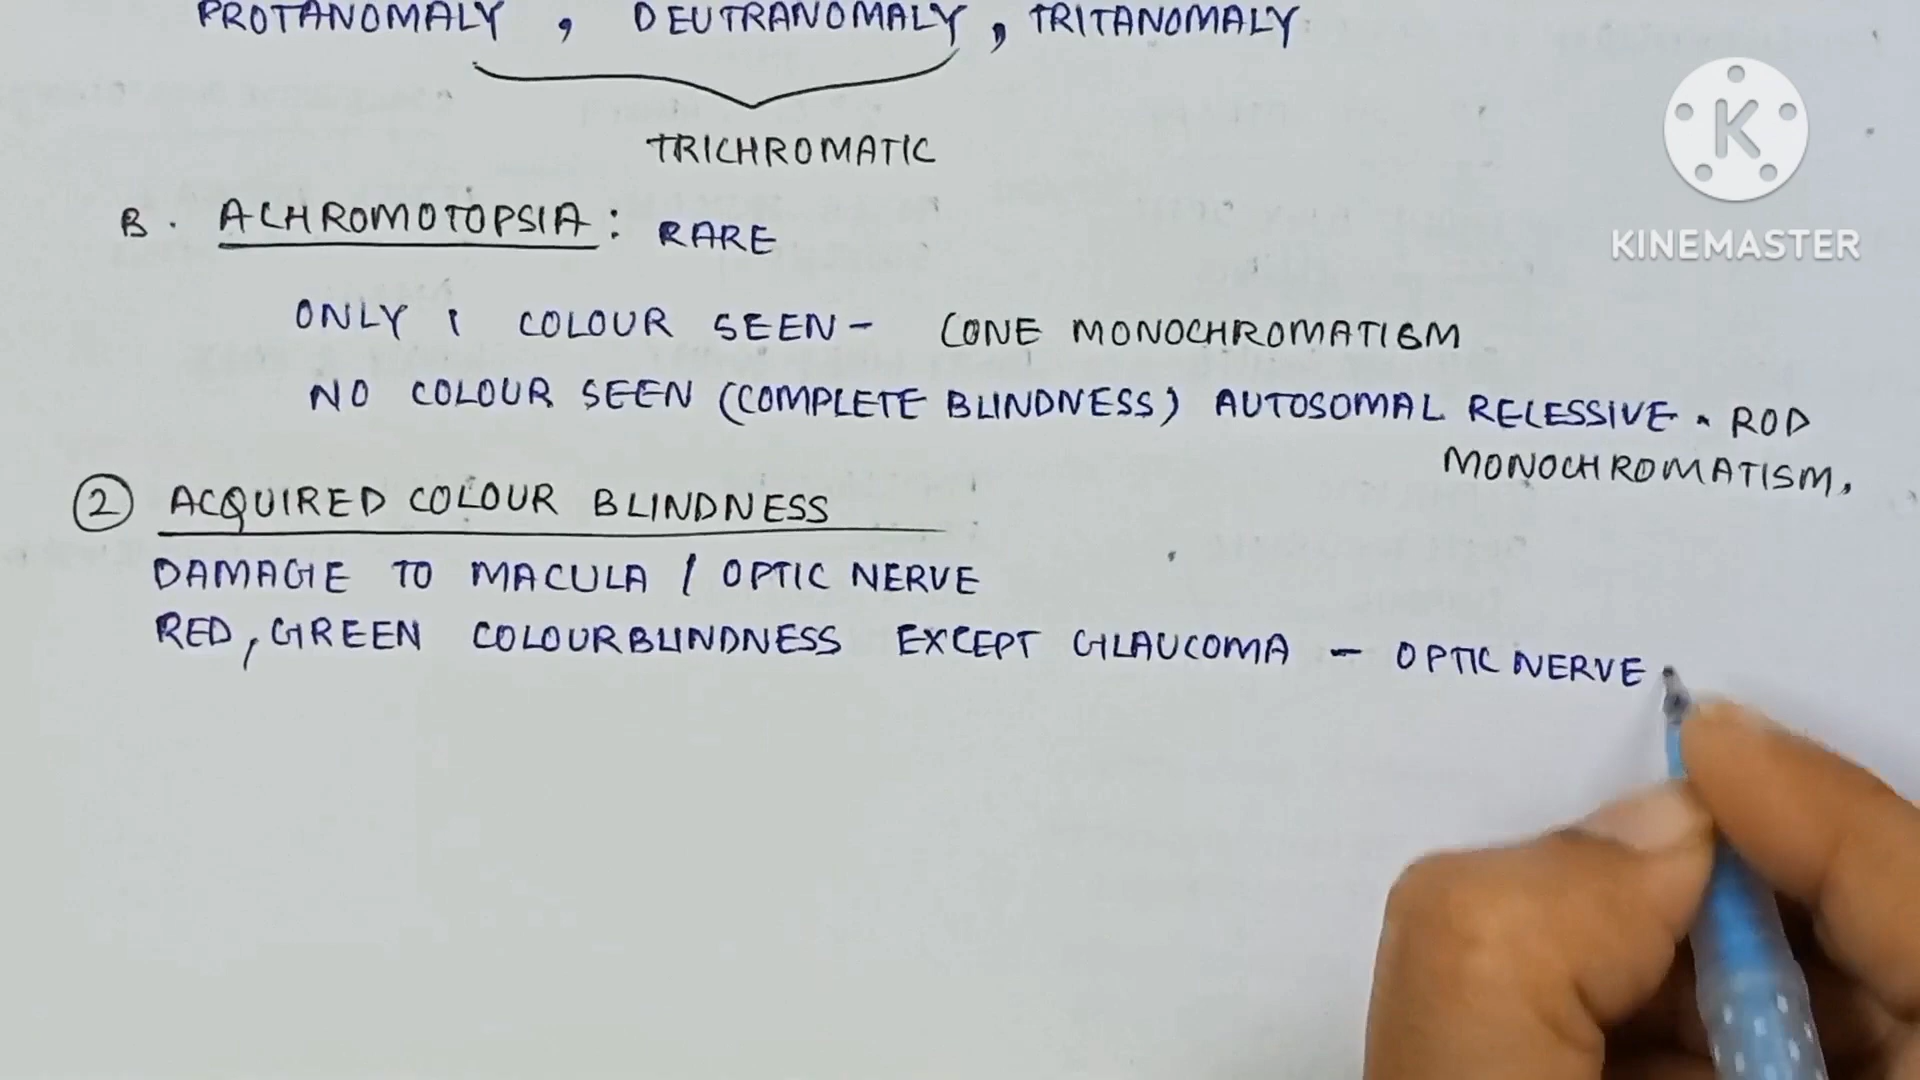 PROTANOMALY , DEUTRANOMALY , TRITANOMALY
TRICHROMATIC
B. ACHROMOTOPSIA : RARE
ONLY 1 COLOUR SEEN - CONE MONOCHROMATISM
NO COLOUR SEEN (COMPLETE BLINDNESS) AUTOSOMAL RECESSIVE . ROD
MONOCHROMATISM.
2 ACQUIRED COLOUR BLINDNESS
DAMAGE TO MACULA / OPTIC NERVE
RED, GREEN COLOURBLINDNESS EXCEPT GLAUCOMA - OPTIC NERVE
K
KINEMASTER